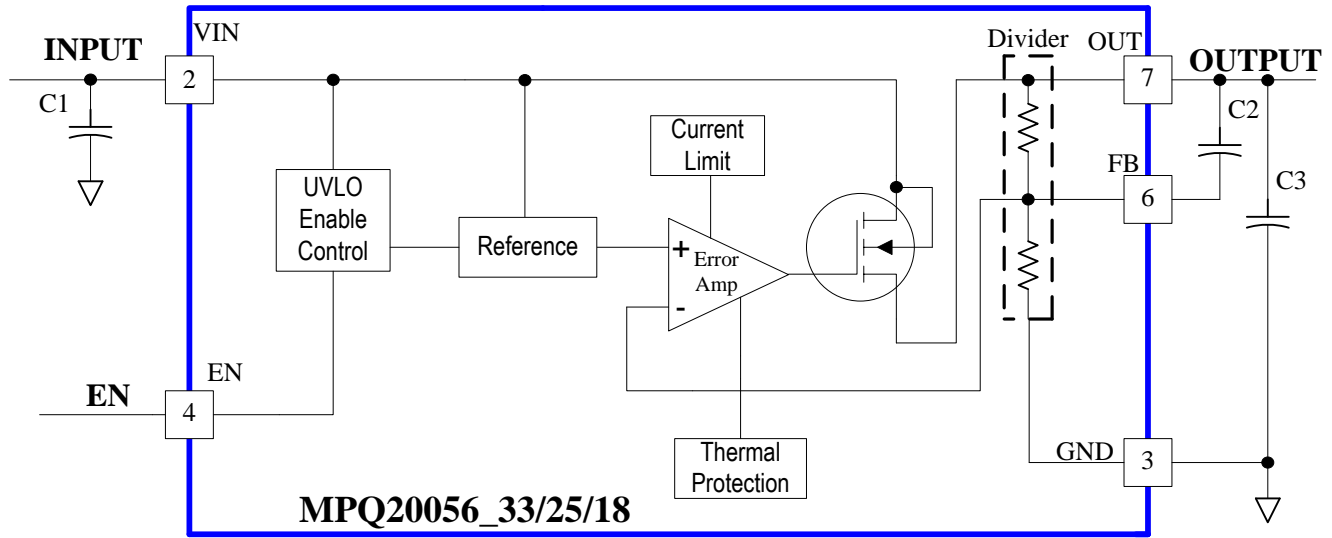 VIN
INPUT
2
C1
Divider
OUT
7
OUTPUT
C2
Current
Limit
FB
6
C3
UVLO
Enable
Control
Reference
+
Error
Amp
-
EN
EN
4
GND
3
Thermal
Protection
MPQ20056_33/25/18